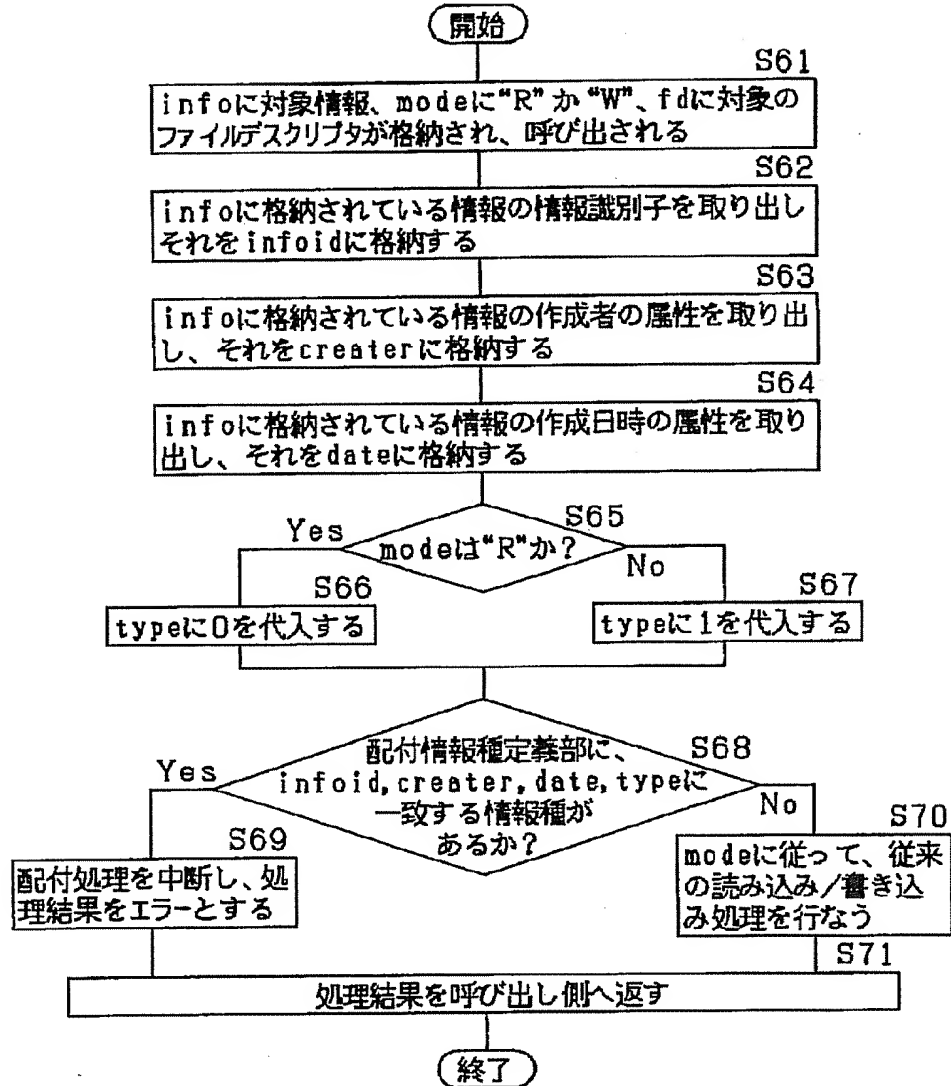 開始
S61
infoに対象情報、modeに“R”か“W”、fdに対象の
ファイルデスクリプタが格納され、呼び出される
S62
infoに格納されている情報の情報識別子を取り出し
それをinfoidに格納する
S63
infoに格納されている情報の作成者の属性を取り出
し、それをcreaterに格納する
S64
infoに格納されている情報の作成日時の属性を取り
出し、それをdateに格納する
S65
modeは“R”か？
Yes
No
S66
typeに0を代入する
S67
typeに1を代入する
S68
配付情報種定義部に、
infoid,creater,date,typeに
一致する情報種が
あるか？
Yes
No
S69
配付処理を中断し、処
理結果をエラーとする
S70
modeに従って、従来
の読み込み／書き込
み処理を行なう
S71
処理結果を呼び出し側へ返す
終了